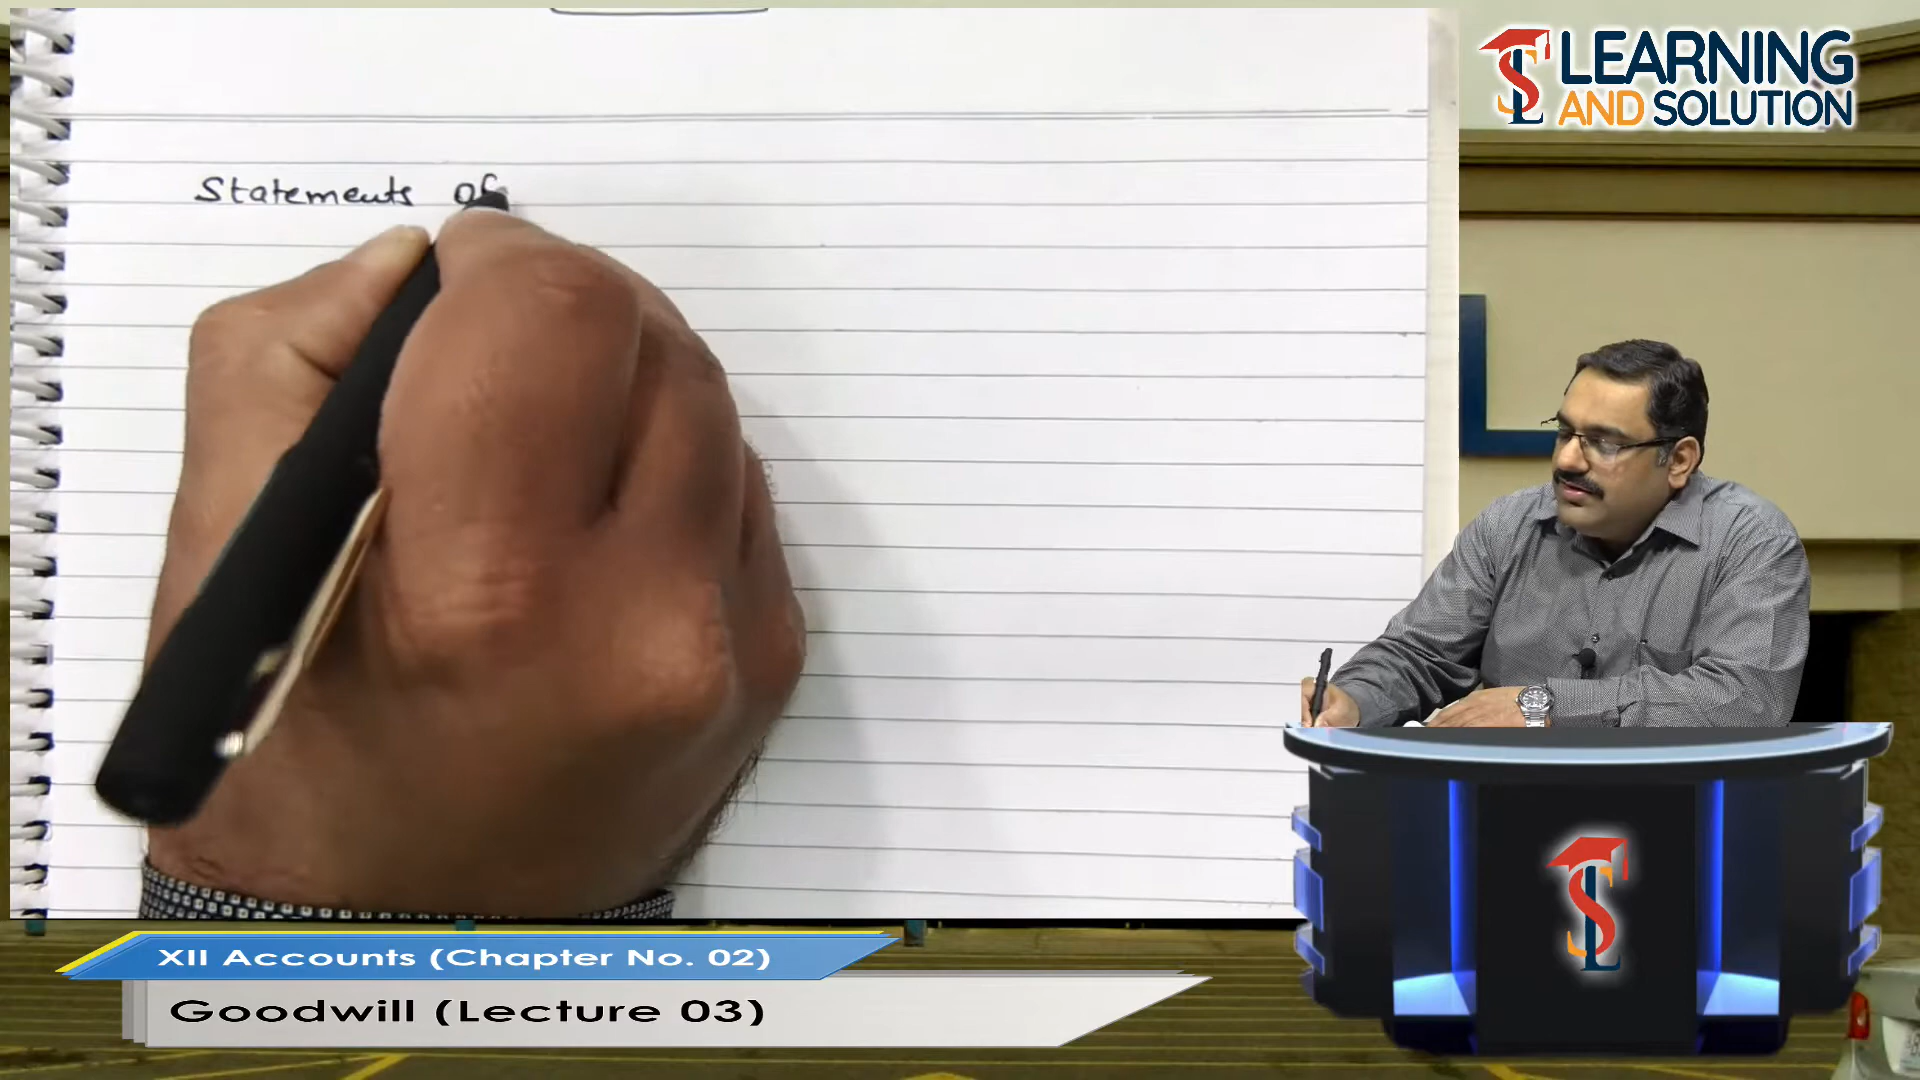 Statements of
LEARNING
AND SOLUTION
XII Accounts (Chapter No. 02)
Goodwill (Lecture 03)